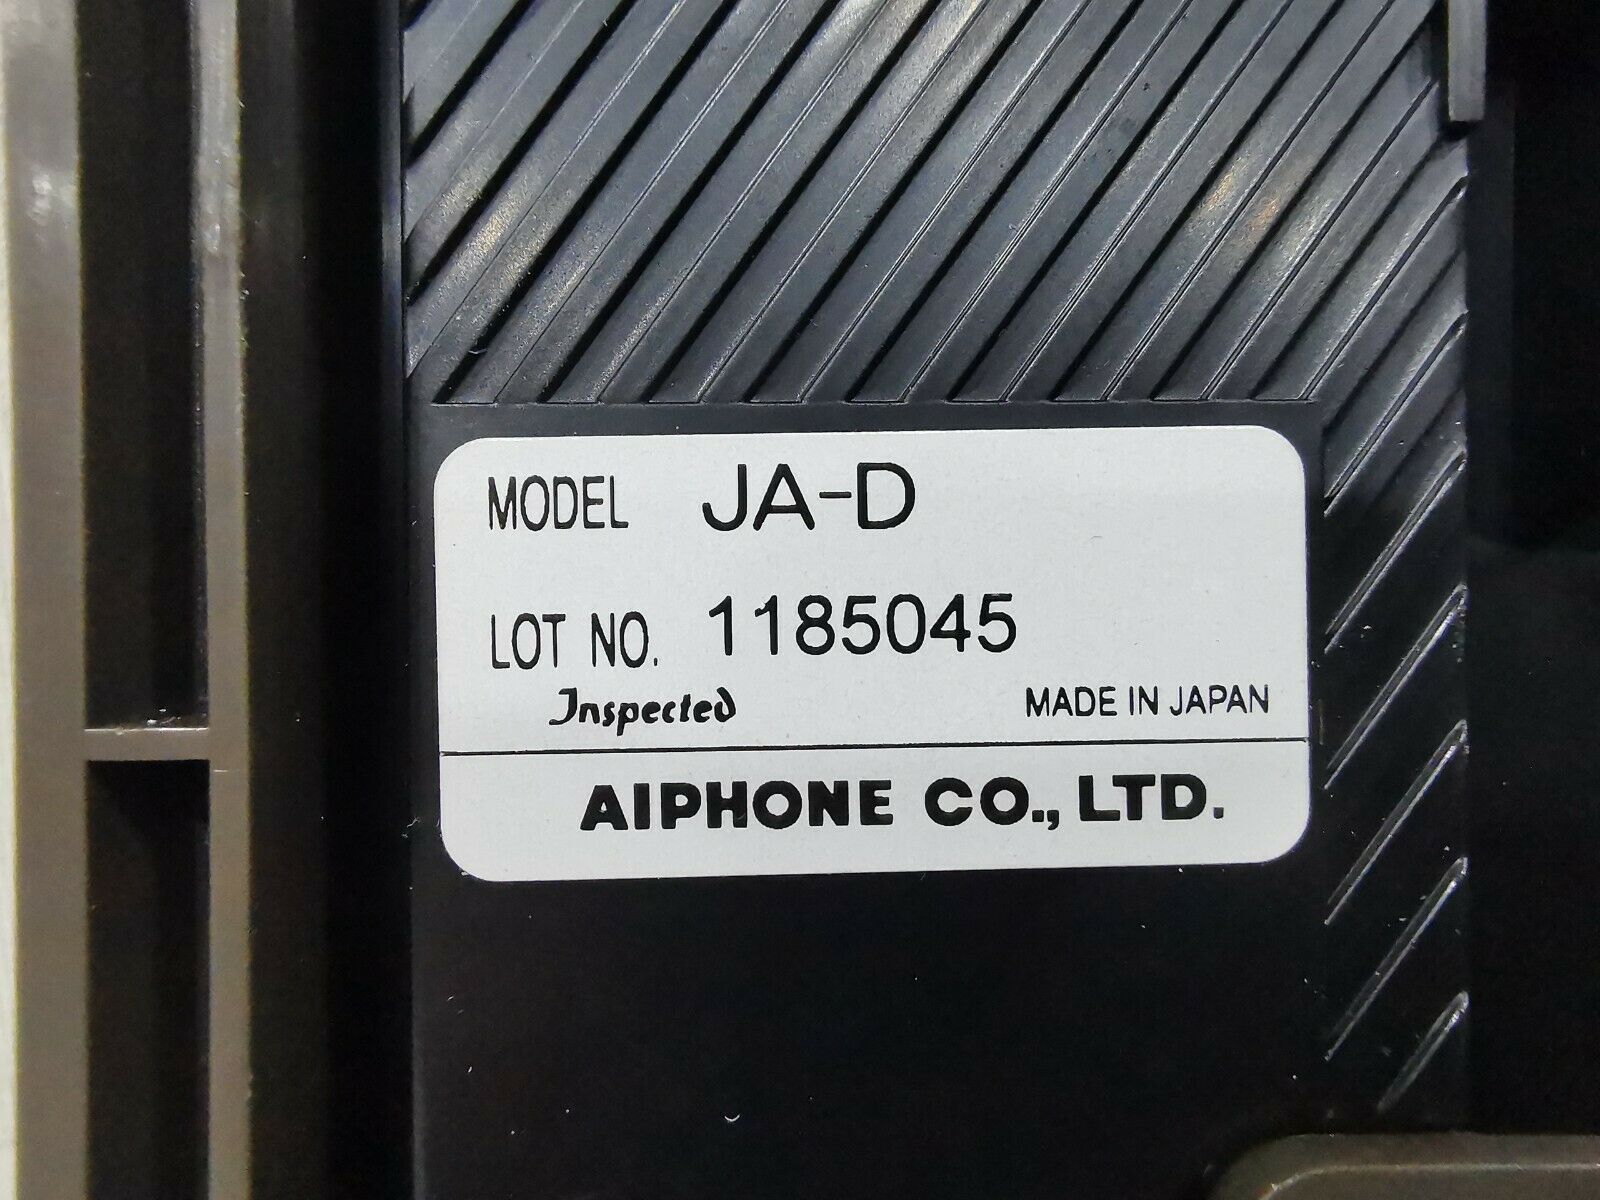 MODEL JA-D
LOT NO. 1185045
Inspected MADE IN JAPAN
AIPHONE CO., LTD.